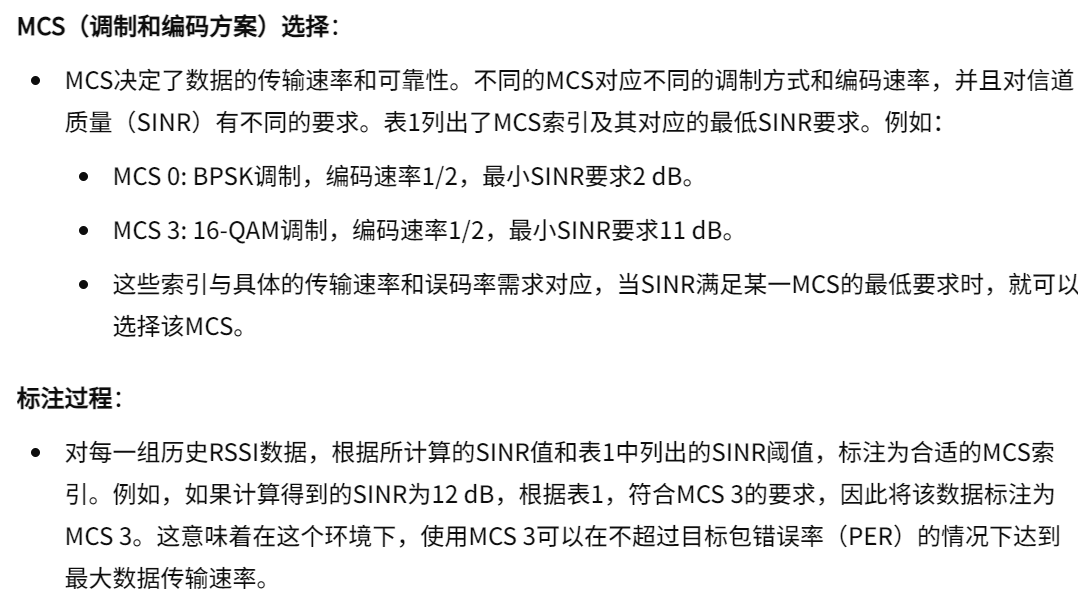 MCS（调制和编码方案）选择：
• MCS决定了数据的传输速率和可靠性。不同的MCS对应不同的调制方式和编码速率，并且对信道
质量（SINR）有不同的要求。表1列出了MCS索引及其对应的最低SINR要求。例如：
• MCS 0: BPSK调制，编码速率1/2，最小SINR要求2 dB。
• MCS 3: 16-QAM调制，编码速率1/2，最小SINR要求11 dB。
• 这些索引与具体的传输速率和误码率需求对应，当SINR满足某一MCS的最低要求时，就可以
选择该MCS。
标注过程：
• 对每一组历史RSSI数据，根据所计算的SINR值和表1中列出的SINR阈值，标注为合适的MCS索
引。例如，如果计算得到的SINR为12 dB，根据表1，符合MCS 3的要求，因此将该数据标注为
MCS 3。这意味着在这个环境下，使用MCS 3可以在不超过目标包错误率（PER）的情况下达到
最大数据传输速率。